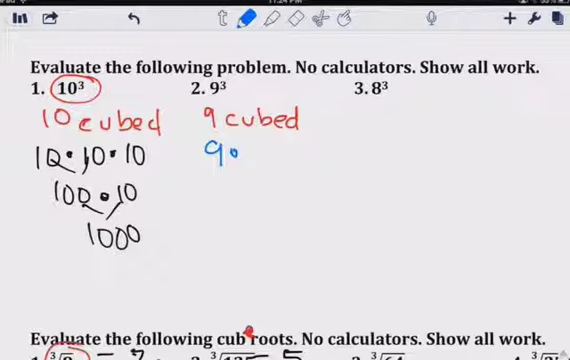 Evaluate the following problem. No calculators. Show all work.
1. 10³ 2. 9³ 3. 8³
10 cubed 9 cubed
10 · 10 · 10 9 ·
100 · 10
1000
Evaluate the following cube roots. No calculators. Show all work.